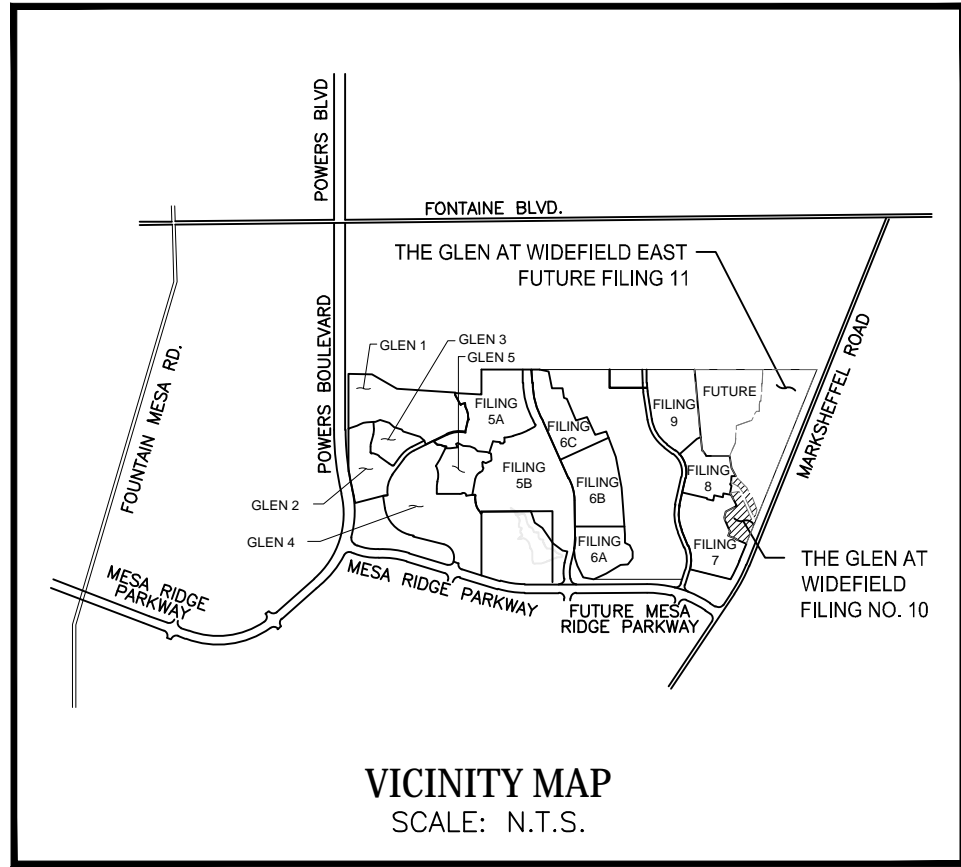 POWERS BLVD
FONTAINE BLVD.
THE GLEN AT WIDEFIELD EAST
FUTURE FILING 11
FOUNTAIN MESA RD.
POWERS BOULEVARD
MARKSHEFFEL ROAD
GLEN 1
GLEN 3
GLEN 5
FILING
5A
FILING
6C
FILING
9
FUTURE
GLEN 2
FILING
5B
FILING
6B
FILING
8
GLEN 4
FILING
6A
FILING
7
THE GLEN AT
WIDEFIELD
FILING NO. 10
MESA RIDGE
PARKWAY
MESA RIDGE PARKWAY
FUTURE MESA
RIDGE PARKWAY
VICINITY MAP
SCALE: N.T.S.